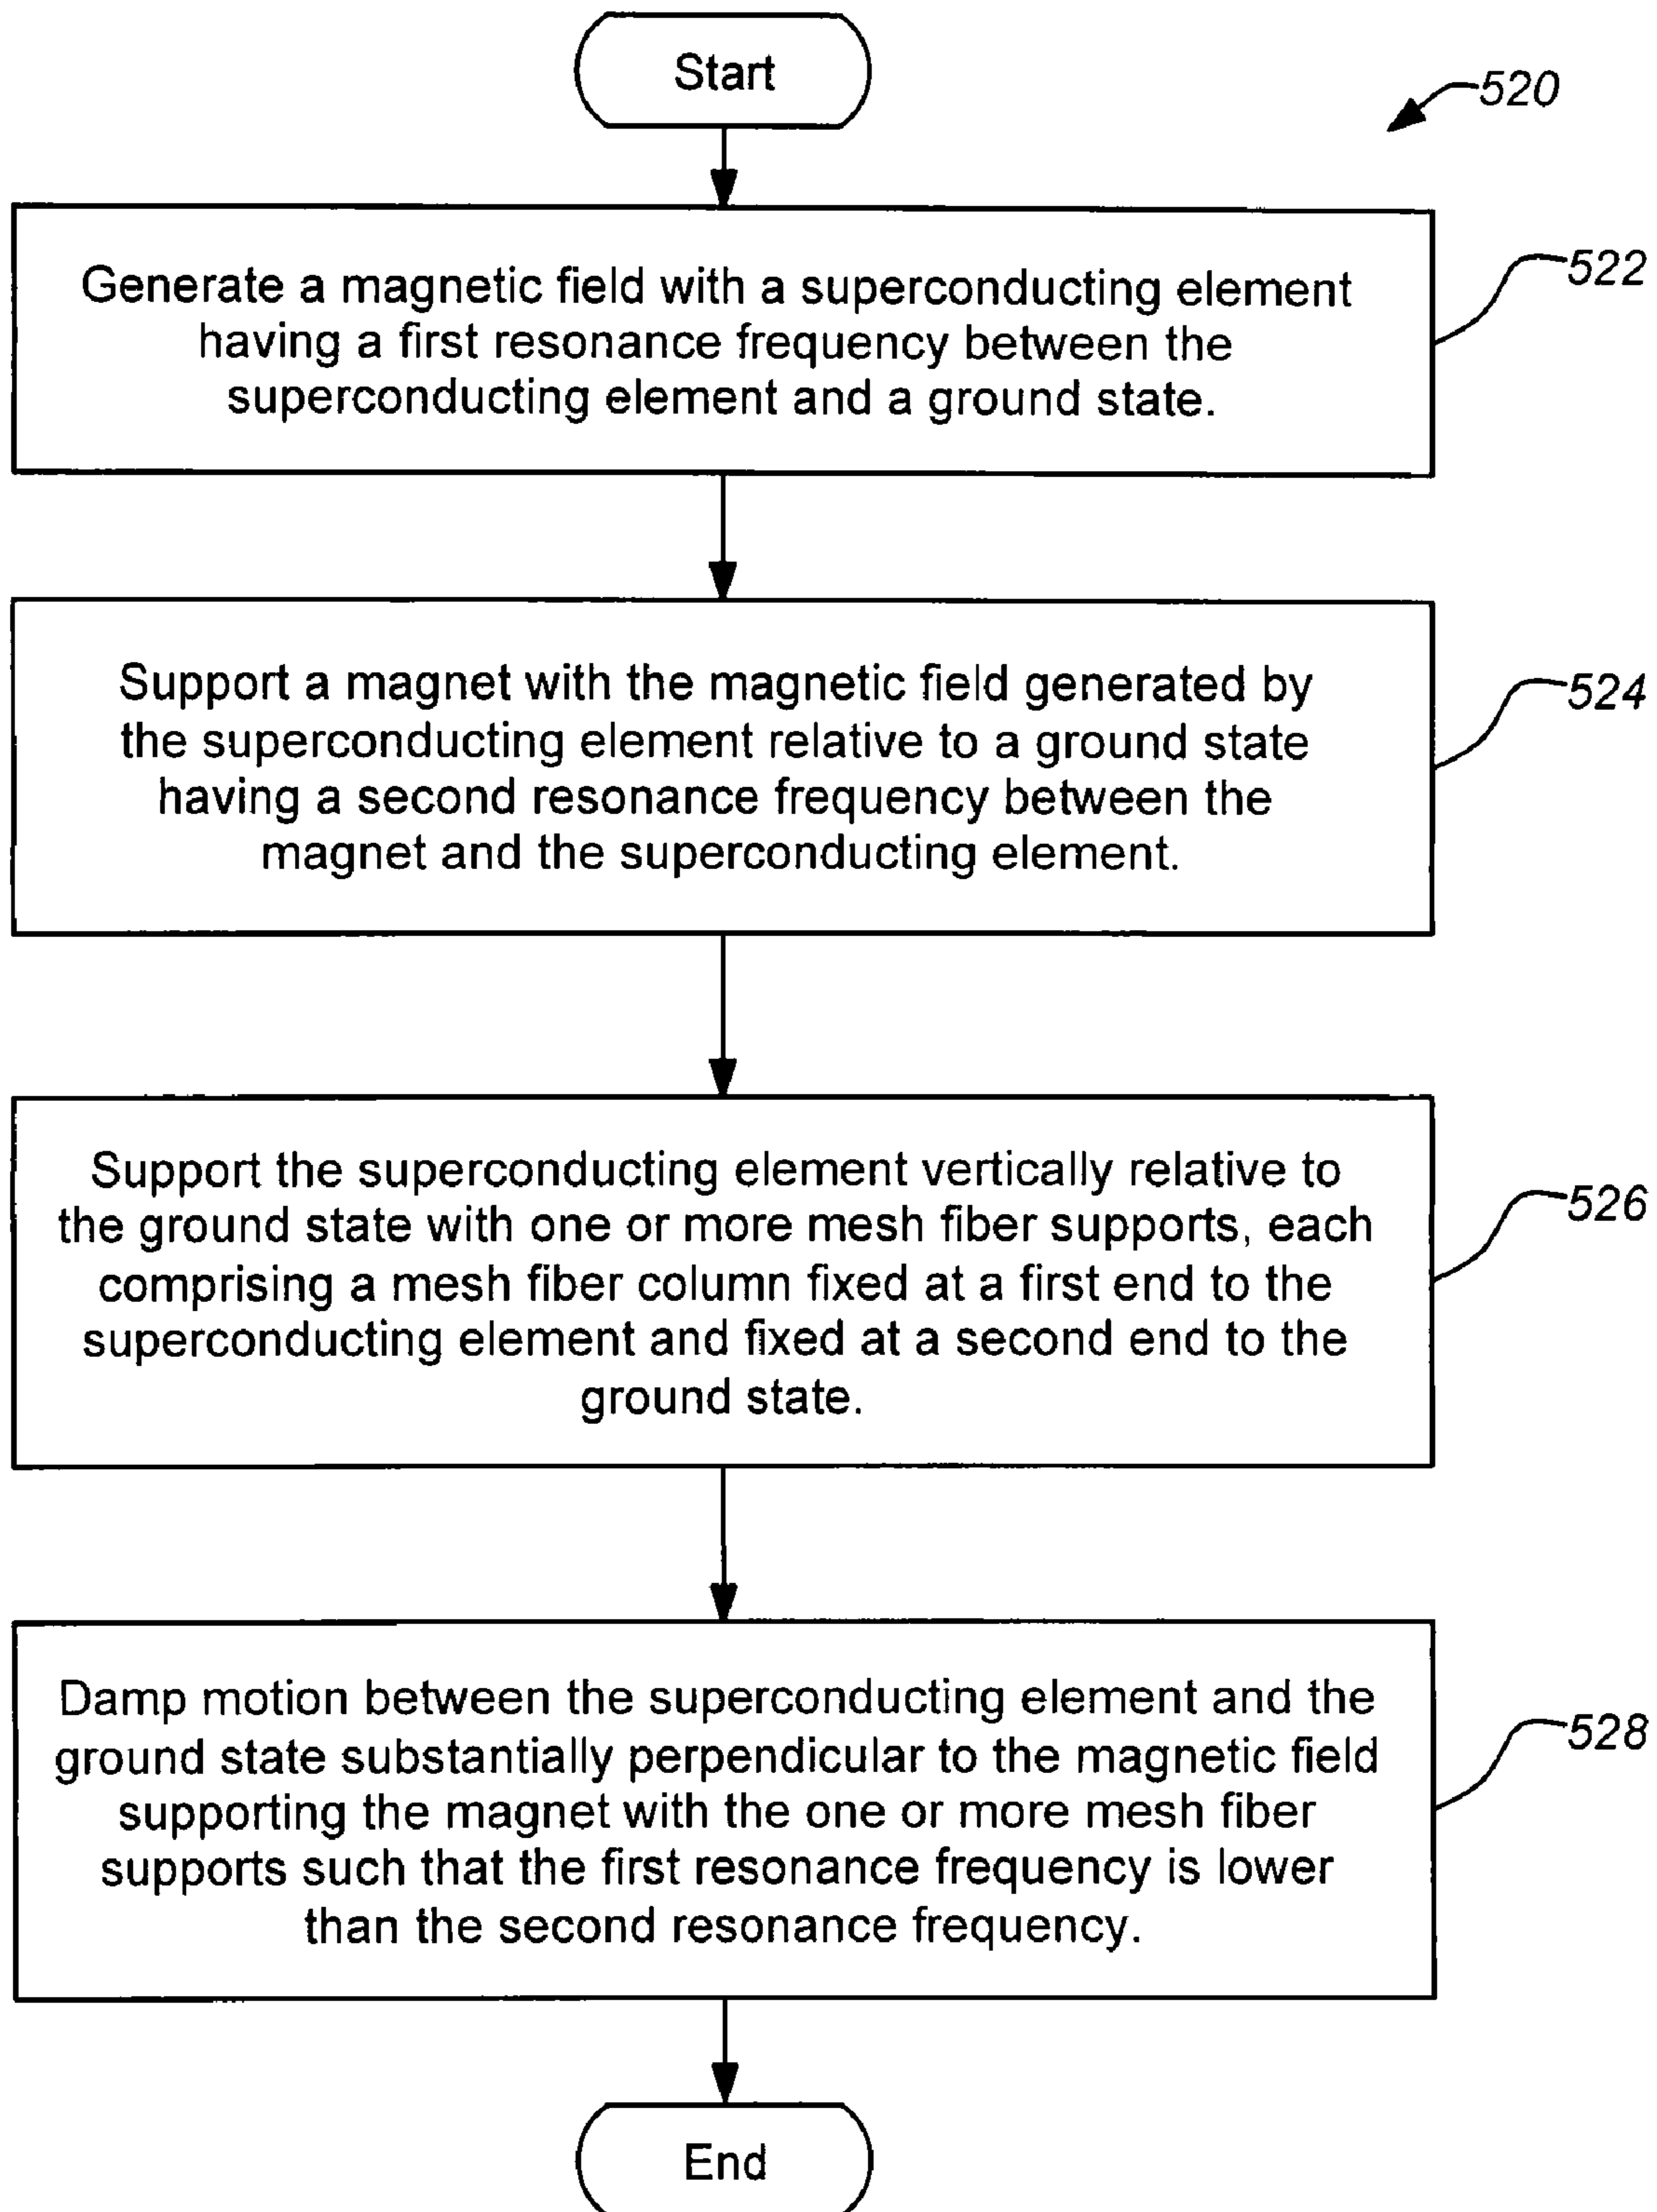 Start
520
Generate a magnetic field with a superconducting element
having a first resonance frequency between the
superconducting element and a ground state.
522
Support a magnet with the magnetic field generated by
the superconducting element relative to a ground state
having a second resonance frequency between the
magnet and the superconducting element.
524
Support the superconducting element vertically relative to
the ground state with one or more mesh fiber supports, each
comprising a mesh fiber column fixed at a first end to the
superconducting element and fixed at a second end to the
ground state.
526
Damp motion between the superconducting element and the
ground state substantially perpendicular to the magnetic field
supporting the magnet with the one or more mesh fiber
supports such that the first resonance frequency is lower
than the second resonance frequency.
528
End